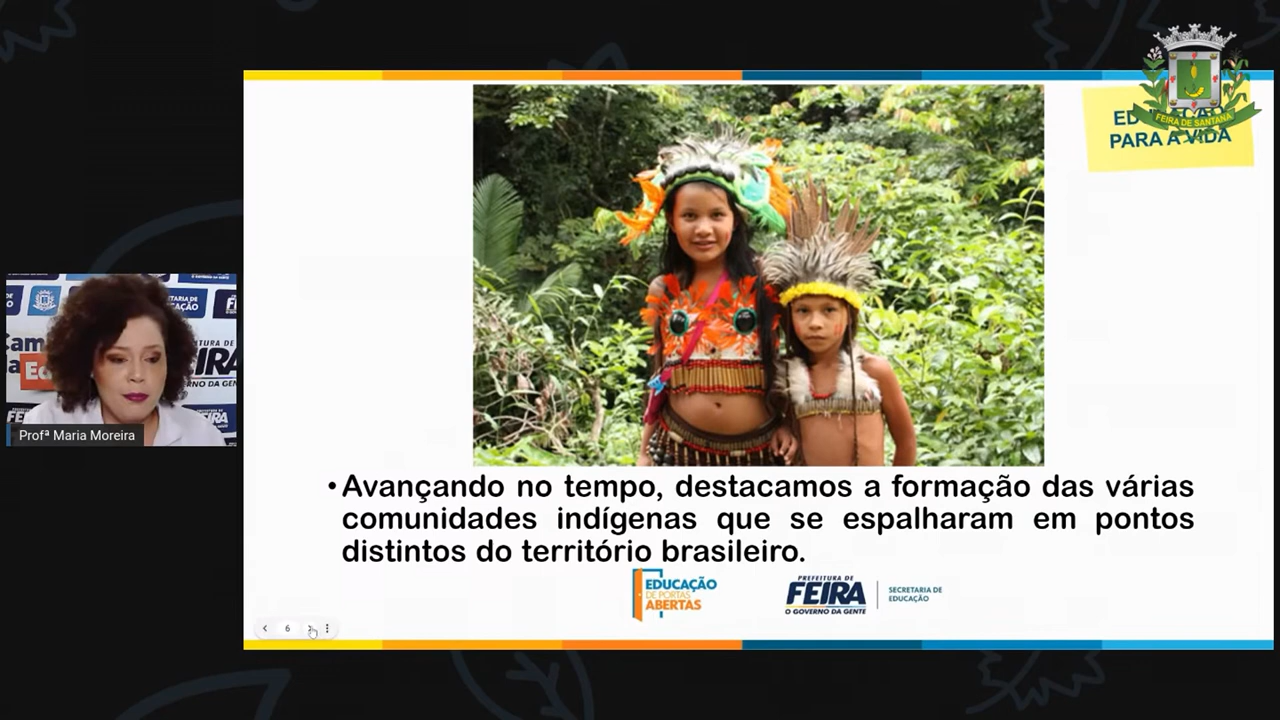 FEIRA DE SANTANA
PARA A VIDA
Profª Maria Moreira
• Avançando no tempo, destacamos a formação das várias
comunidades indígenas que se espalharam em pontos
distintos do território brasileiro.
EDUCAÇÃO
DE PORTAS
ABERTAS
PREFEITURA DE
FEIRA
O GOVERNO DA GENTE
SECRETARIA DE
EDUCAÇÃO
6